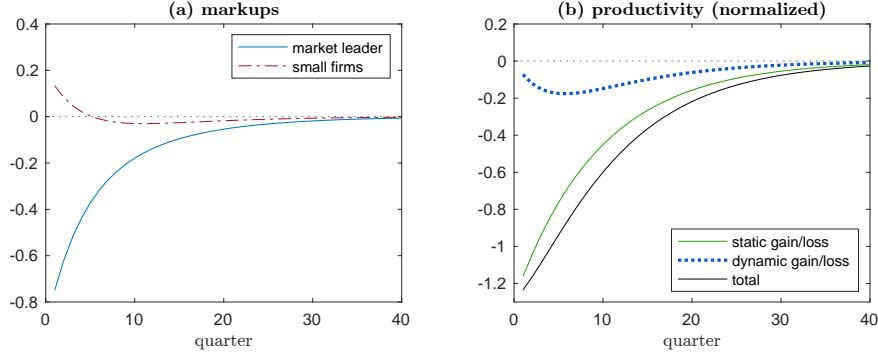 (a) markups
0.4
0.2
0
-0.2
-0.4
-0.6
-0.8
0
10
20
30
40
quarter
market leader
small firms
(b) productivity (normalized)
0.2
0
-0.2
-0.4
-0.6
-0.8
-1
-1.2
0
10
20
30
40
quarter
static gain/loss
dynamic gain/loss
total